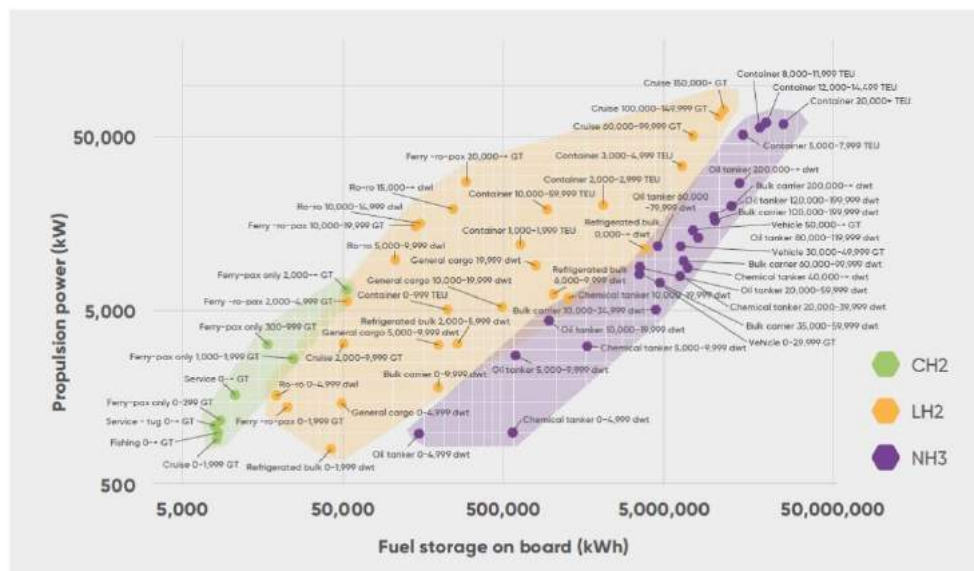 Container 8,000-11,999 TEU
Cruise 150,000-+ GT
Container 12,000-14,499 TEU
Container 20,000-+ TEU
Cruise 100,000-149,999 GT
50,000
Cruise 60,000-99,999 GT
Container 5,000-7,999 TEU
Ferry -ro-pax 20,000-+ GT
Container 3,000-4,999 TEU
Oil tanker 200,000-+ dwt
Ro-ro 15,000-+ dwl
Container 2,000-2,999 TEU
Bulk carrier 200,000-+ dwt
Container 10,000-59,999 TEU
Oil tanker 60,000
-79,999 dwt
Oil tanker 120,000-199,999 dwt
Ro-ro 10,000-14,999 dwl
Bulk carrier 100,000-199,999 dwt
Ferry -ro-pax 10,000-19,999 GT
Refrigerated bulk
0,000-+ dwt
Vehicle 50,000-+ GT
Container 1,000-1,999 TEU
Oil tanker 80,000-119,999 dwt
Ro-ro 5,000-9,999 dwl
Vehicle 30,000-49,999 GT
General cargo 19,999 dwt
Bulk carrier 60,000-99,999 dwt
Ferry-pax only 2,000-+ GT
General cargo 10,000-19,999 dwt
Refrigerated bulk
6,000-9,999 dwt
Chemical tanker 40,000-+ dwt
Oil tanker 20,000-59,999 dwt
Ferry -ro-pax 2,000-4,999 GT
Container 0-999 TEU
Chemical tanker 10,000-19,999 dwt
Chemical tanker 20,000-39,999 dwt
5,000
Bulk carrier 10,000-34,999 dwt
Ferry-pax only 300-999 GT
Refrigerated bulk 2,000-5,999 dwt
Bulk carrier 35,000-59,999 dwt
General cargo 5,000-9,999 dwt
Oil tanker 10,000-19,999 dwt
Vehicle 0-29,999 GT
Ferry-pax only 1,000-1,999 GT
Cruise 2,000-9,999 GT
Chemical tanker 5,000-9,999 dwt
Service 0-+ GT
Bulk carrier 0-9,999 dwt
Oil tanker 5,000-9,999 dwt
Ro-ro 0-4,999 dwl
Ferry-pax only 0-299 GT
General cargo 0-4,999 dwt
Service - tug 0-+ GT
Ferry -ro-pax 0-1,999 GT
Chemical tanker 0-4,999 dwt
Fishing 0-+ GT
Oil tanker 0-4,999 dwt
Cruise 0-1,999 GT
Refrigerated bulk 0-1,999 dwt
500
Propulsion power (kW)
CH2
LH2
NH3
5,000
50,000
500,000
5,000,000
50,000,000
Fuel storage on board (kWh)